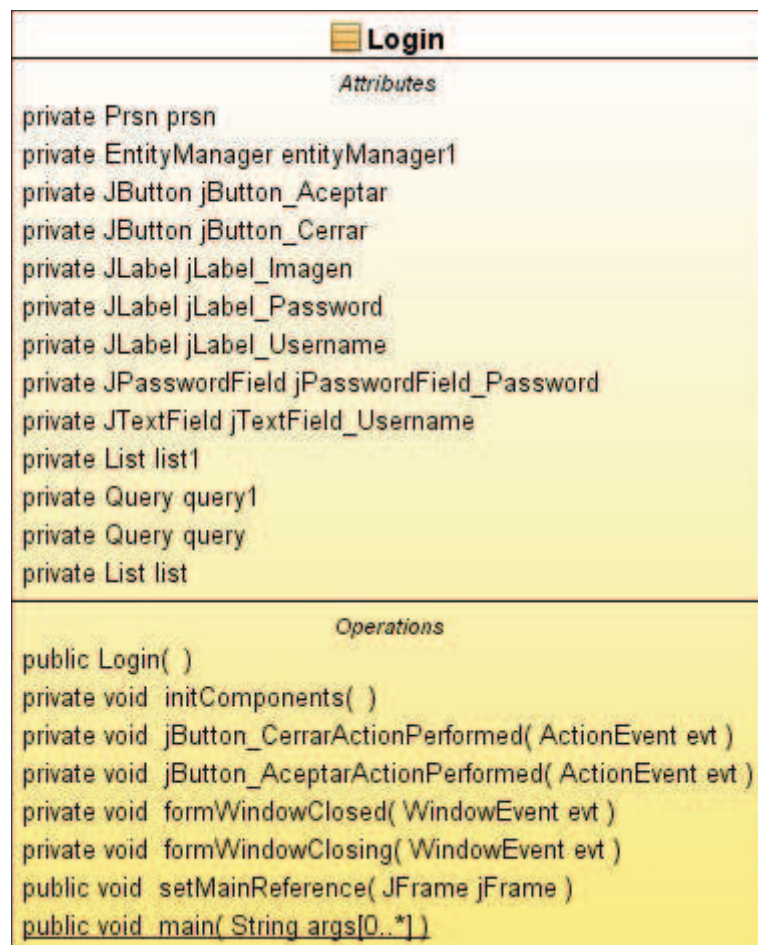 Login
Attributes
private Prsn prsn
private EntityManager entityManager1
private JButton jButton_Aceptar
private JButton jButton_Cerrar
private JLabel jLabel_Imagen
private JLabel jLabel_Password
private JLabel jLabel_Username
private JPasswordField jPasswordField_Password
private JTextField jTextField_Username
private List list1
private Query query1
private Query query
private List list
Operations
public Login( )
private void initComponents( )
private void jButton_CerrarActionPerformed( ActionEvent evt )
private void jButton_AceptarActionPerformed( ActionEvent evt )
private void formWindowClosed( WindowEvent evt )
private void formWindowClosing( WindowEvent evt )
public void setMainReference( JFrame jFrame )
public void main( String args[0..*] )